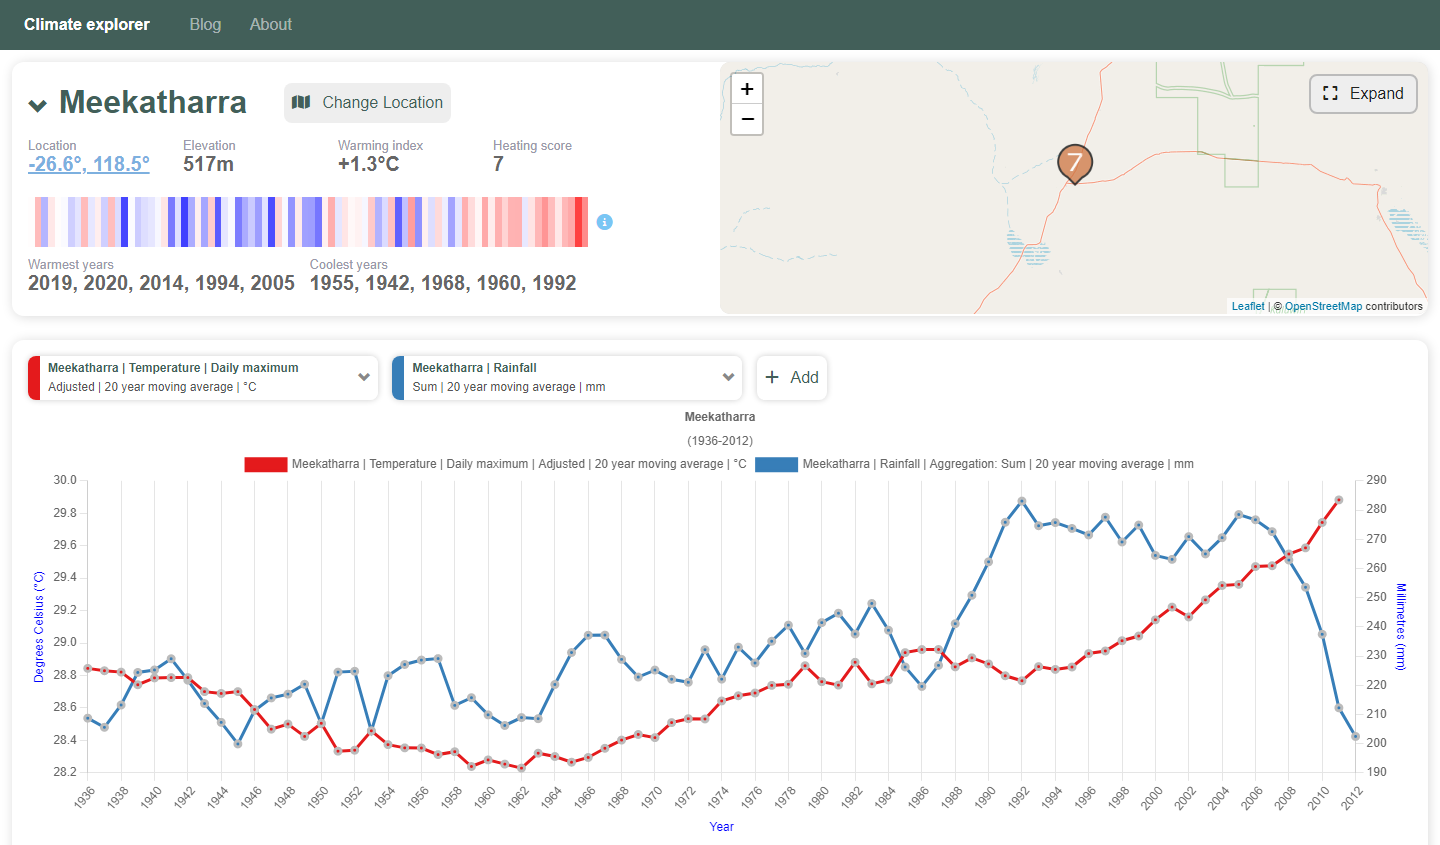 Climate explorer Blog About
Meekatharra
Change Location
Location Elevation Warming index Heating score
-26.6°, 118.5° 517m +1.3°C 7
Warmest years Coolest years
2019, 2020, 2014, 1994, 2005 1955, 1942, 1968, 1960, 1992
+
−
Expand
7
Leaflet | © OpenStreetMap contributors
Meekatharra | Temperature | Daily maximum
Adjusted | 20 year moving average | °C
Meekatharra | Rainfall
Sum | 20 year moving average | mm
+ Add
Meekatharra
(1936-2012)
Meekatharra | Temperature | Daily maximum | Adjusted | 20 year moving average | °C
Meekatharra | Rainfall | Aggregation: Sum | 20 year moving average | mm
Degrees Celsius (°C)
30.0
29.8
29.6
29.4
29.2
29.0
28.8
28.6
28.4
28.2
290
280
270
260
250
240
230
220
210
200
190
Millimetres (mm)
1936 1938 1940 1942 1944 1946 1948 1950 1952 1954 1956 1958 1960 1962 1964 1966 1968 1970 1972 1974 1976 1978 1980 1982 1984 1986 1988 1990 1992 1994 1996 1998 2000 2002 2004 2006 2008 2010 2012
Year